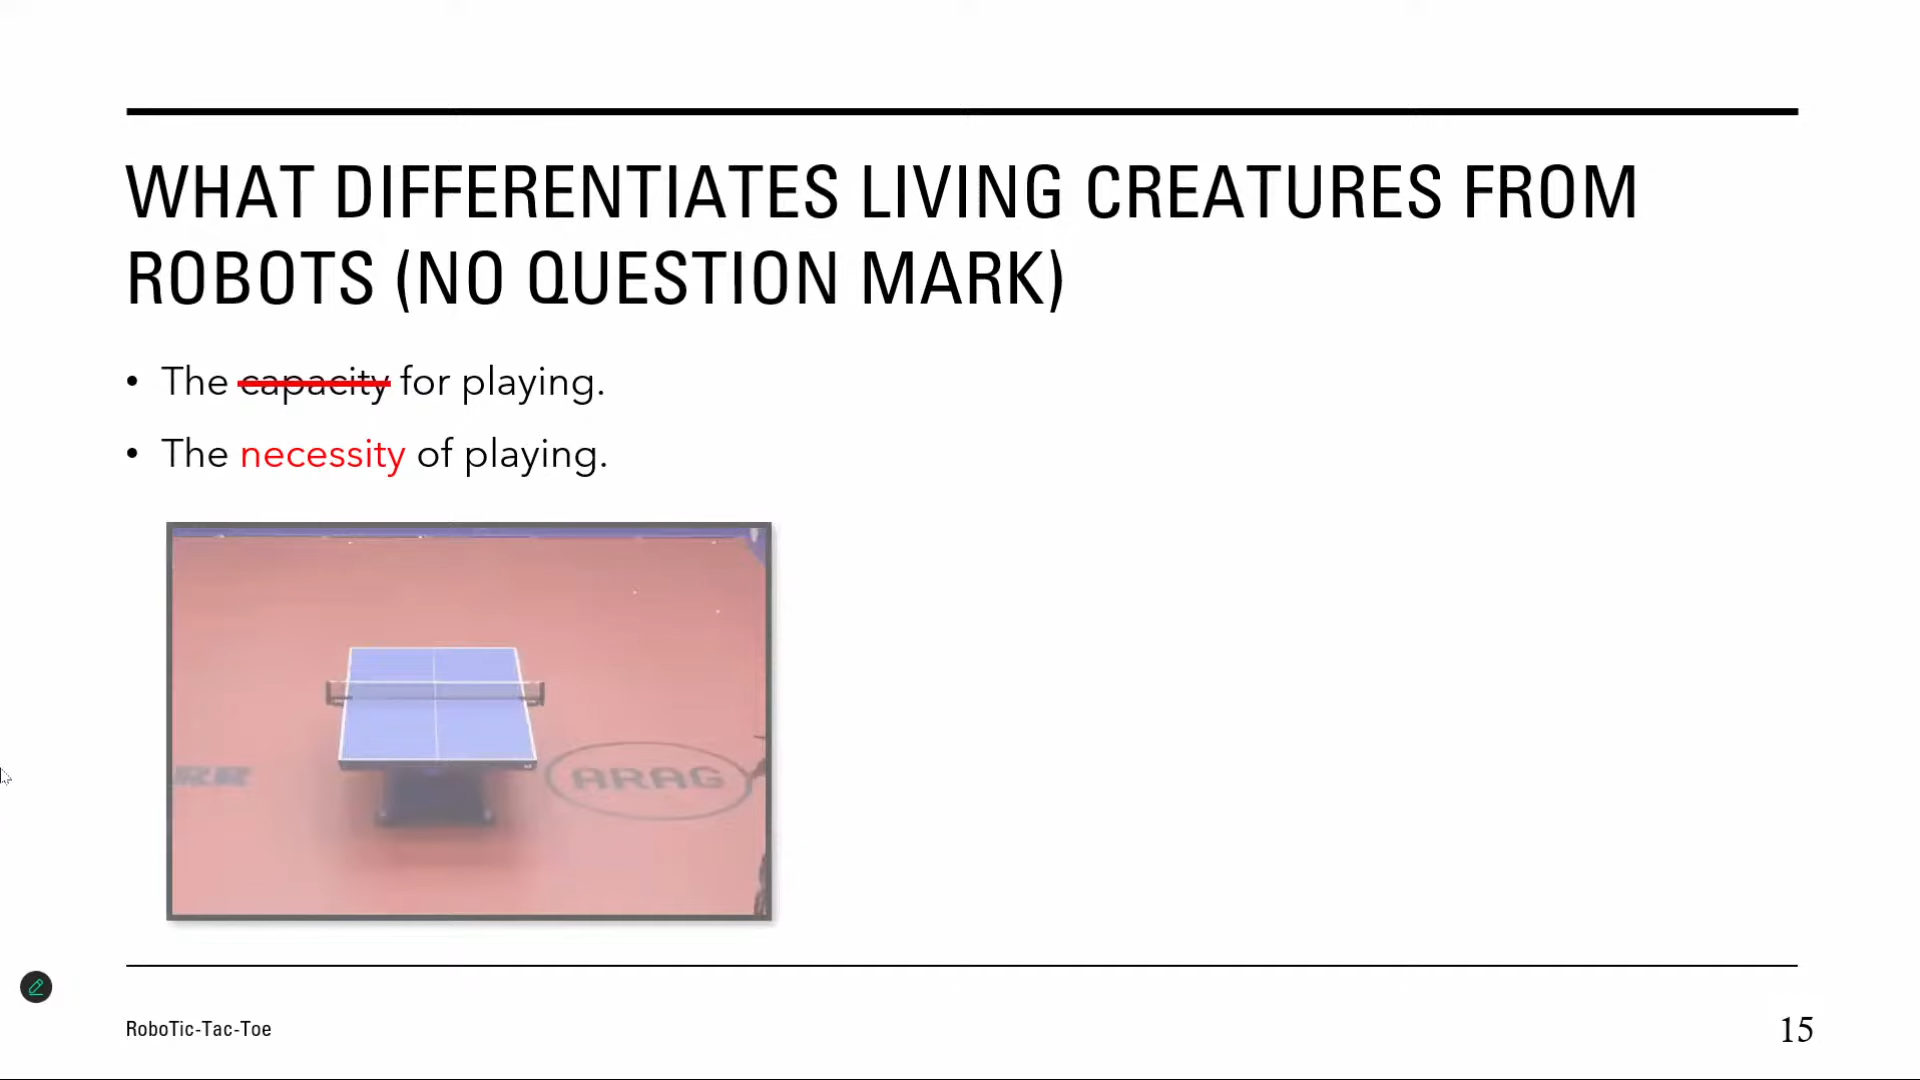 WHAT DIFFERENTIATES LIVING CREATURES FROM
ROBOTS (NO QUESTION MARK)
• The capacity for playing.
• The necessity of playing.
ARAG
RoboTic-Tac-Toe
15